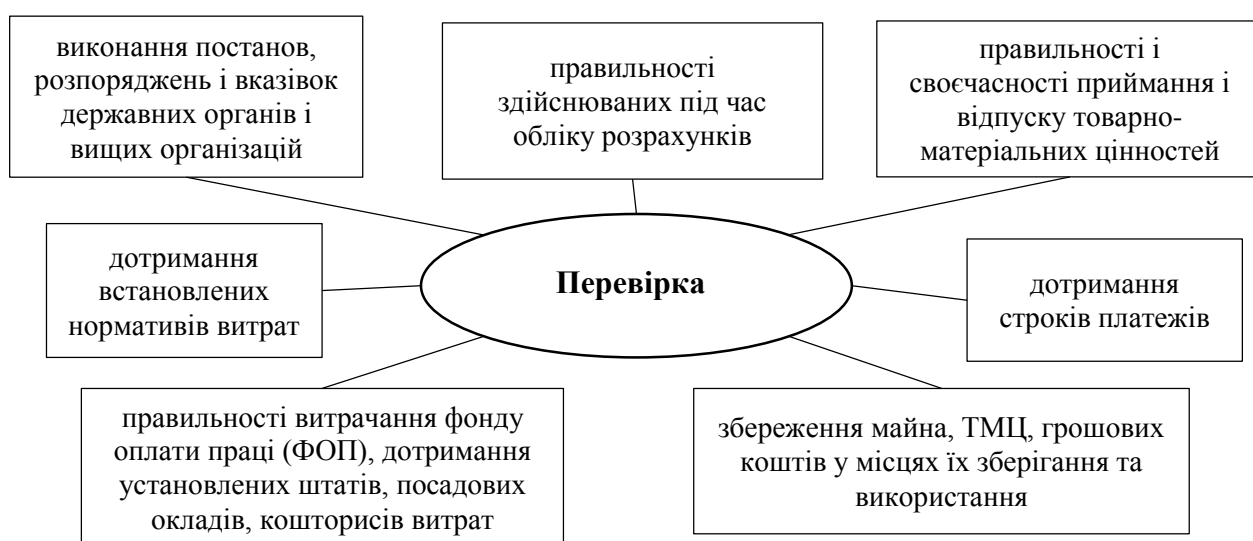 виконання постанов,
розпоряджень і вказівок
державних органів і
вищих організацій
правильності
здійснюваних під час
обліку розрахунків
правильності і
своєчасності приймання і
відпуску товарно-
матеріальних цінностей
дотримання
встановлених
нормативів витрат
Перевірка
дотримання
строків платежів
правильності витрачання фонду
оплати праці (ФОП), дотримання
установлених штатів, посадових
окладів, кошторисів витрат
збереження майна, ТМЦ, грошових
коштів у місцях їх зберігання та
використання